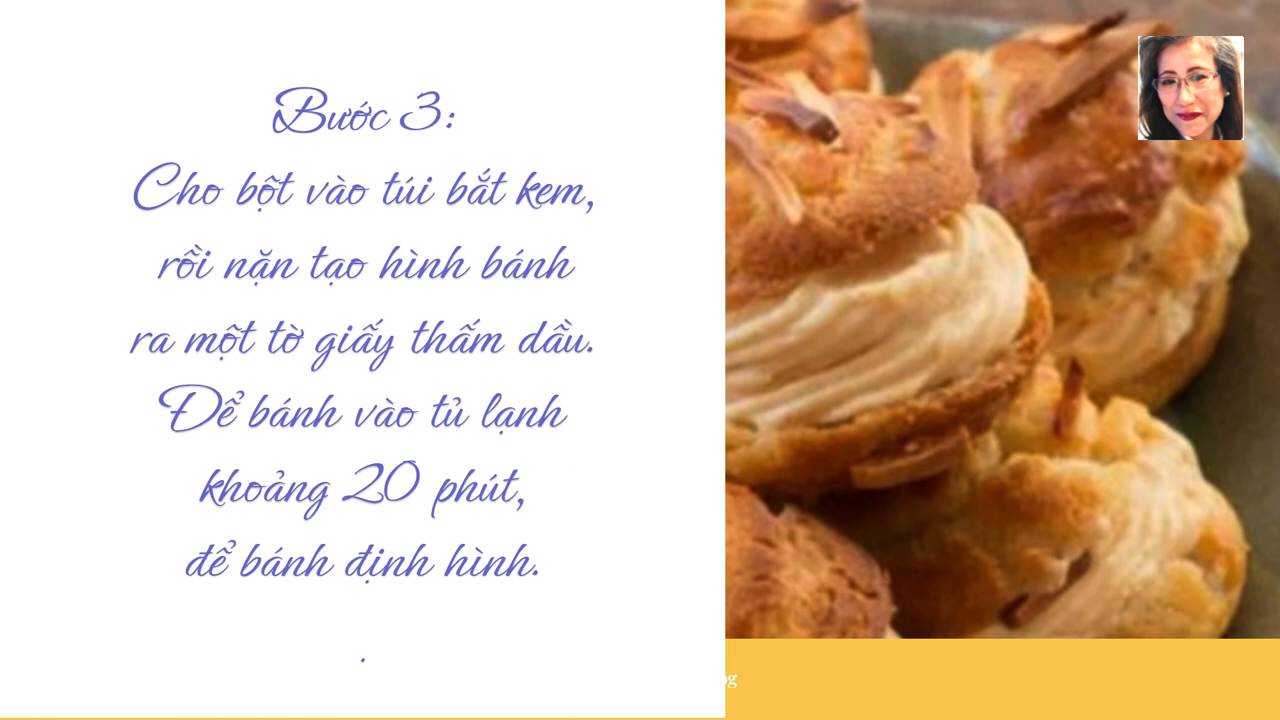 Bước 3:
Cho bột vào túi bắt kem,
rồi nặn tạo hình bánh
ra một tờ giấy thấm dầu.
Để bánh vào tủ lạnh
khoảng 20 phút,
để bánh định hình.
.